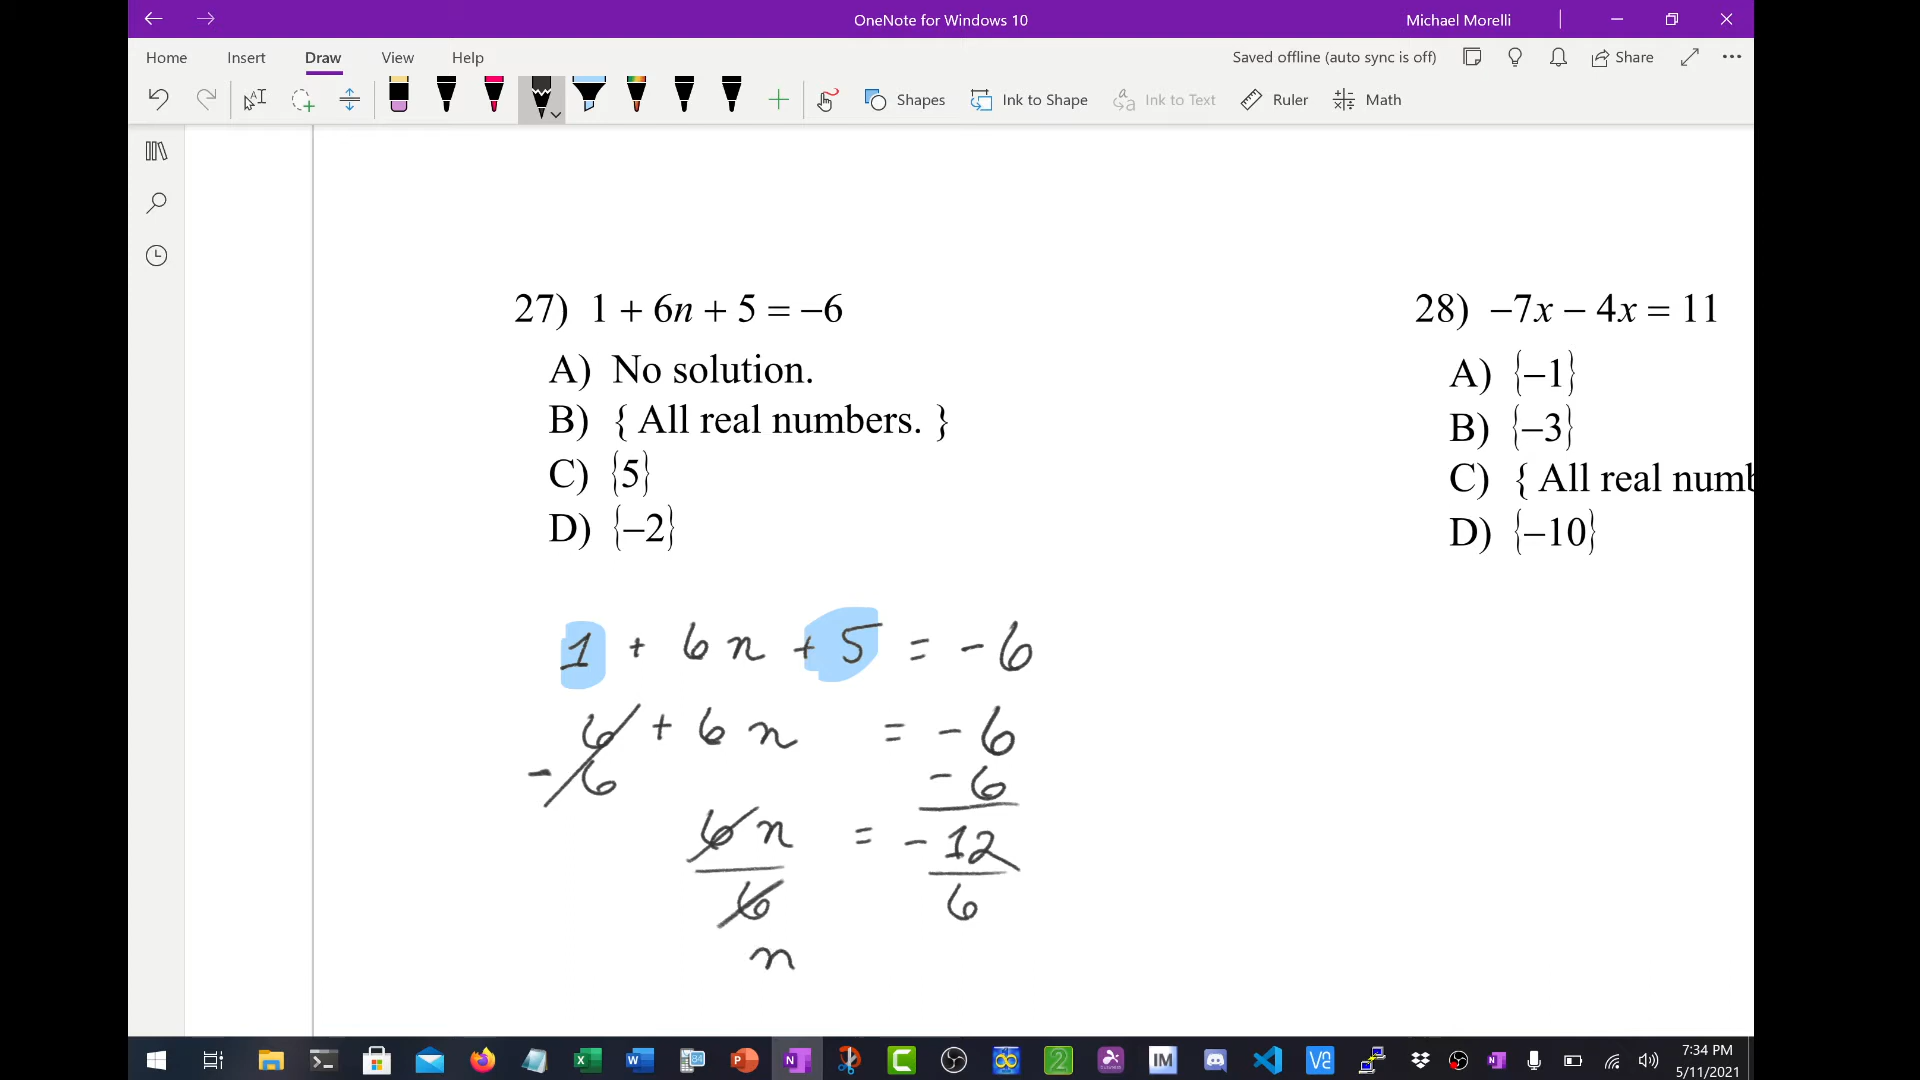 OneNote for Windows 10
Michael Morelli
Home Insert Draw View Help
Saved offline (auto sync is off)
Share
Shapes
Ink to Shape
Ink to Text
Ruler
Math
27) 1 + 6n + 5 = −6
A) No solution.
B) { All real numbers. }
C) {5}
D) {−2}
28) −7x − 4x = 11
A) {−1}
B) {−3}
C) { All real numb
D) {−10}
1 + 6n + 5 = -6
6 + 6n = -6
-6 -6
6n = -12
6 6
n
7:34 PM
5/11/2021